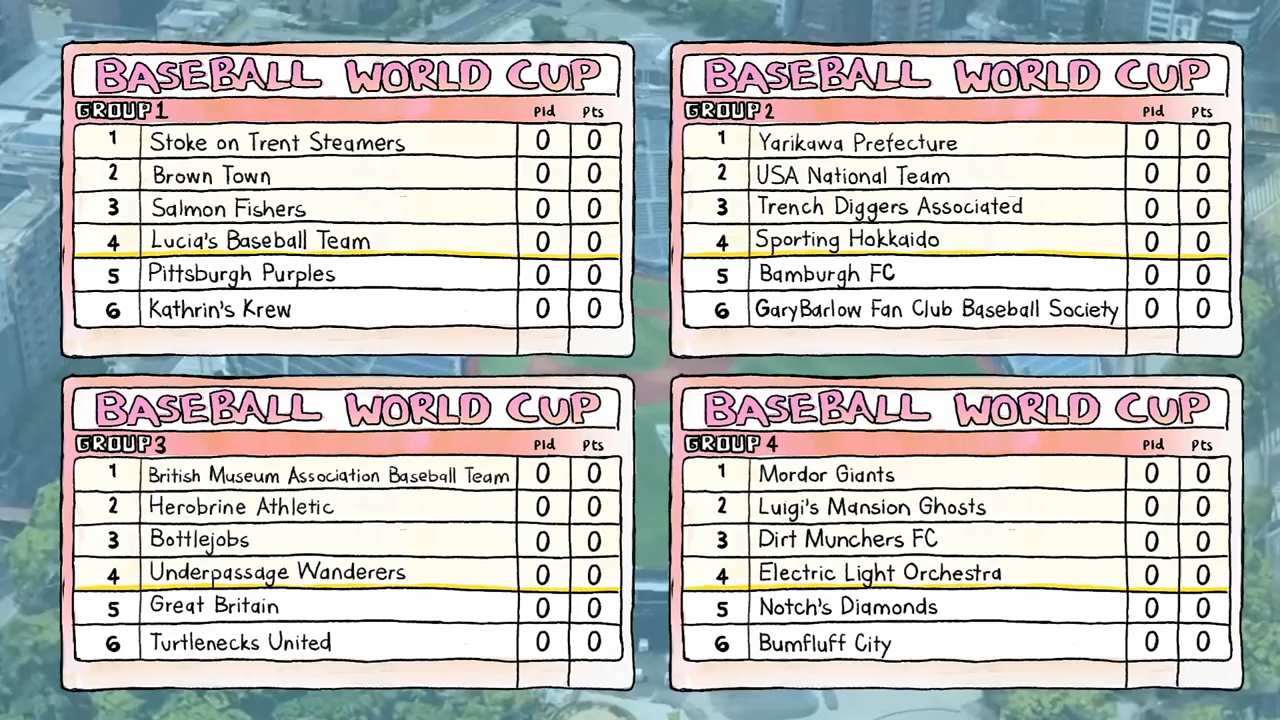 BASEBALL WORLD CUP
GROUP 1 Pld Pts
1 Stoke on Trent Steamers 0 0
2 Brown Town 0 0
3 Salmon Fishers 0 0
4 Lucia's Baseball Team 0 0
5 Pittsburgh Purples 0 0
6 Kathrin's Krew 0 0
BASEBALL WORLD CUP
GROUP 2 Pld Pts
1 Yarikawa Prefecture 0 0
2 USA National Team 0 0
3 Trench Diggers Associated 0 0
4 Sporting Hokkaido 0 0
5 Bamburgh FC 0 0
6 GaryBarlow Fan Club Baseball Society 0 0
BASEBALL WORLD CUP
GROUP 3 Pld Pts
1 British Museum Association Baseball Team 0 0
2 Herobrine Athletic 0 0
3 Bottlejobs 0 0
4 Underpassage Wanderers 0 0
5 Great Britain 0 0
6 Turtlenecks United 0 0
BASEBALL WORLD CUP
GROUP 4 Pld Pts
1 Mordor Giants 0 0
2 Luigi's Mansion Ghosts 0 0
3 Dirt Munchers FC 0 0
4 Electric Light Orchestra 0 0
5 Notch's Diamonds 0 0
6 Bumfluff City 0 0